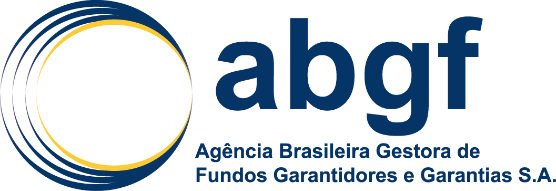 abgf
Agência Brasileira Gestora de
Fundos Garantidores e Garantias S.A.